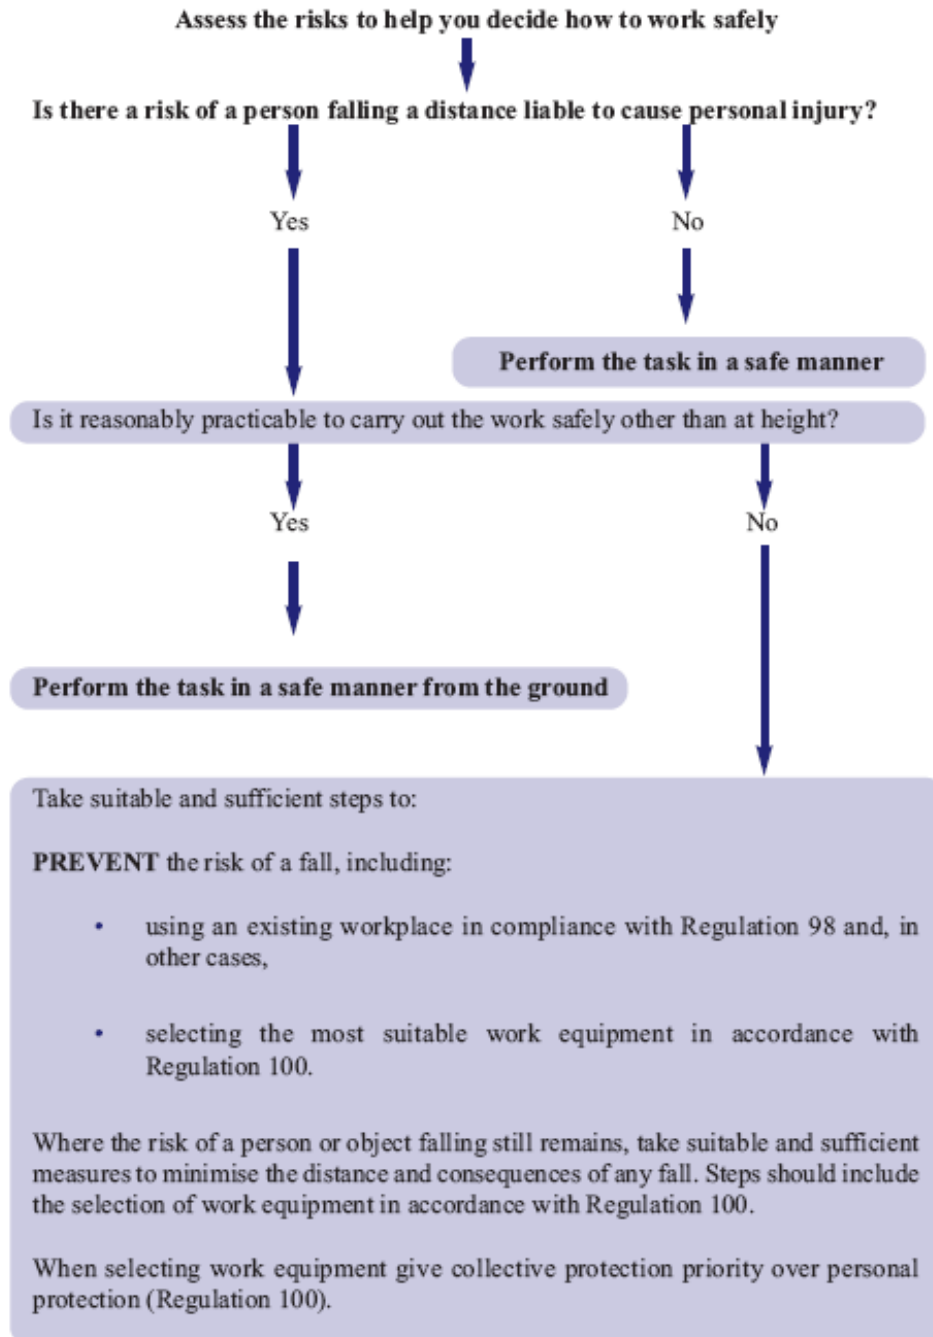 Assess the risks to help you decide how to work safely
Is there a risk of a person falling a distance liable to cause personal injury?
Yes
No
Perform the task in a safe manner
Is it reasonably practicable to carry out the work safely other than at height?
Yes
No
Perform the task in a safe manner from the ground
Take suitable and sufficient steps to:
PREVENT the risk of a fall, including:
• using an existing workplace in compliance with Regulation 98 and, in
other cases,
• selecting the most suitable work equipment in accordance with
Regulation 100.
Where the risk of a person or object falling still remains, take suitable and sufficient
measures to minimise the distance and consequences of any fall. Steps should include
the selection of work equipment in accordance with Regulation 100.
When selecting work equipment give collective protection priority over personal
protection (Regulation 100).